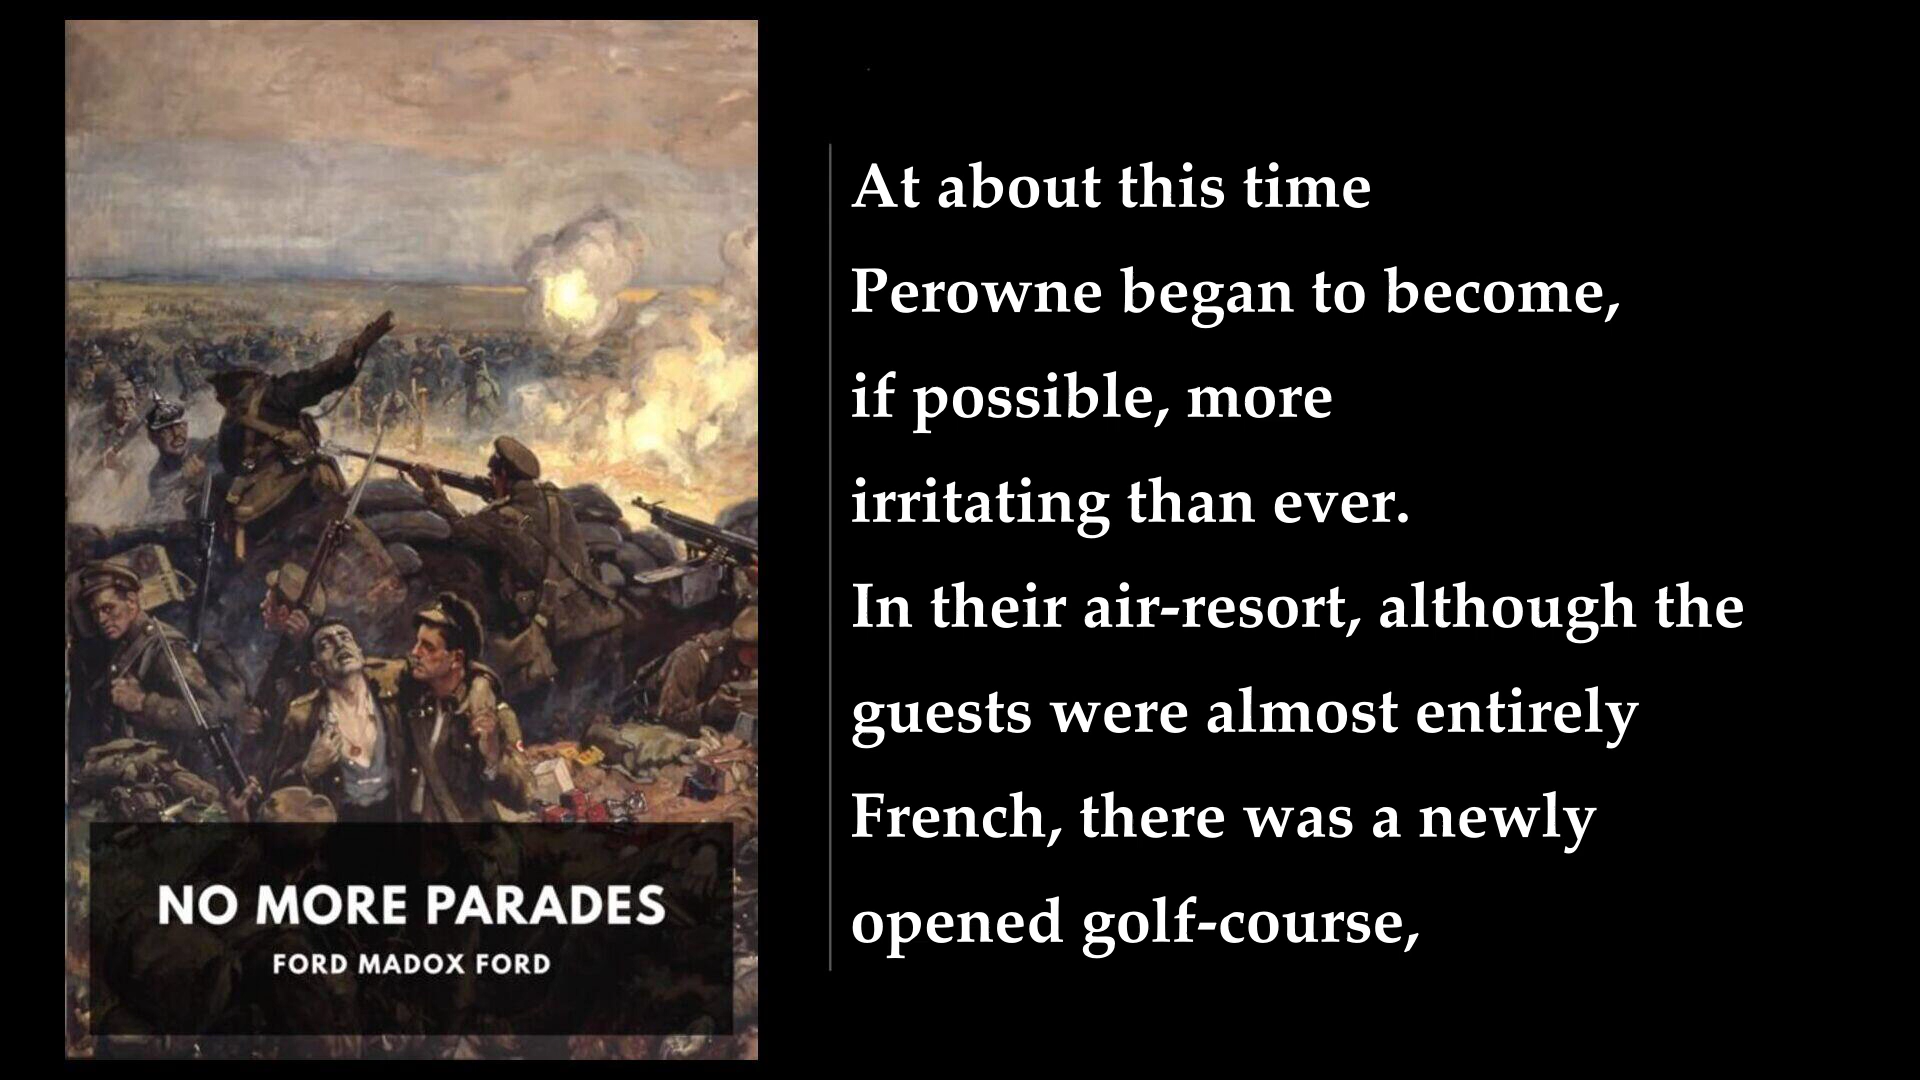 NO MORE PARADES
FORD MADOX FORD
At about this time
Perowne began to become,
if possible, more
irritating than ever.
In their air-resort, although the
guests were almost entirely
French, there was a newly
opened golf-course,